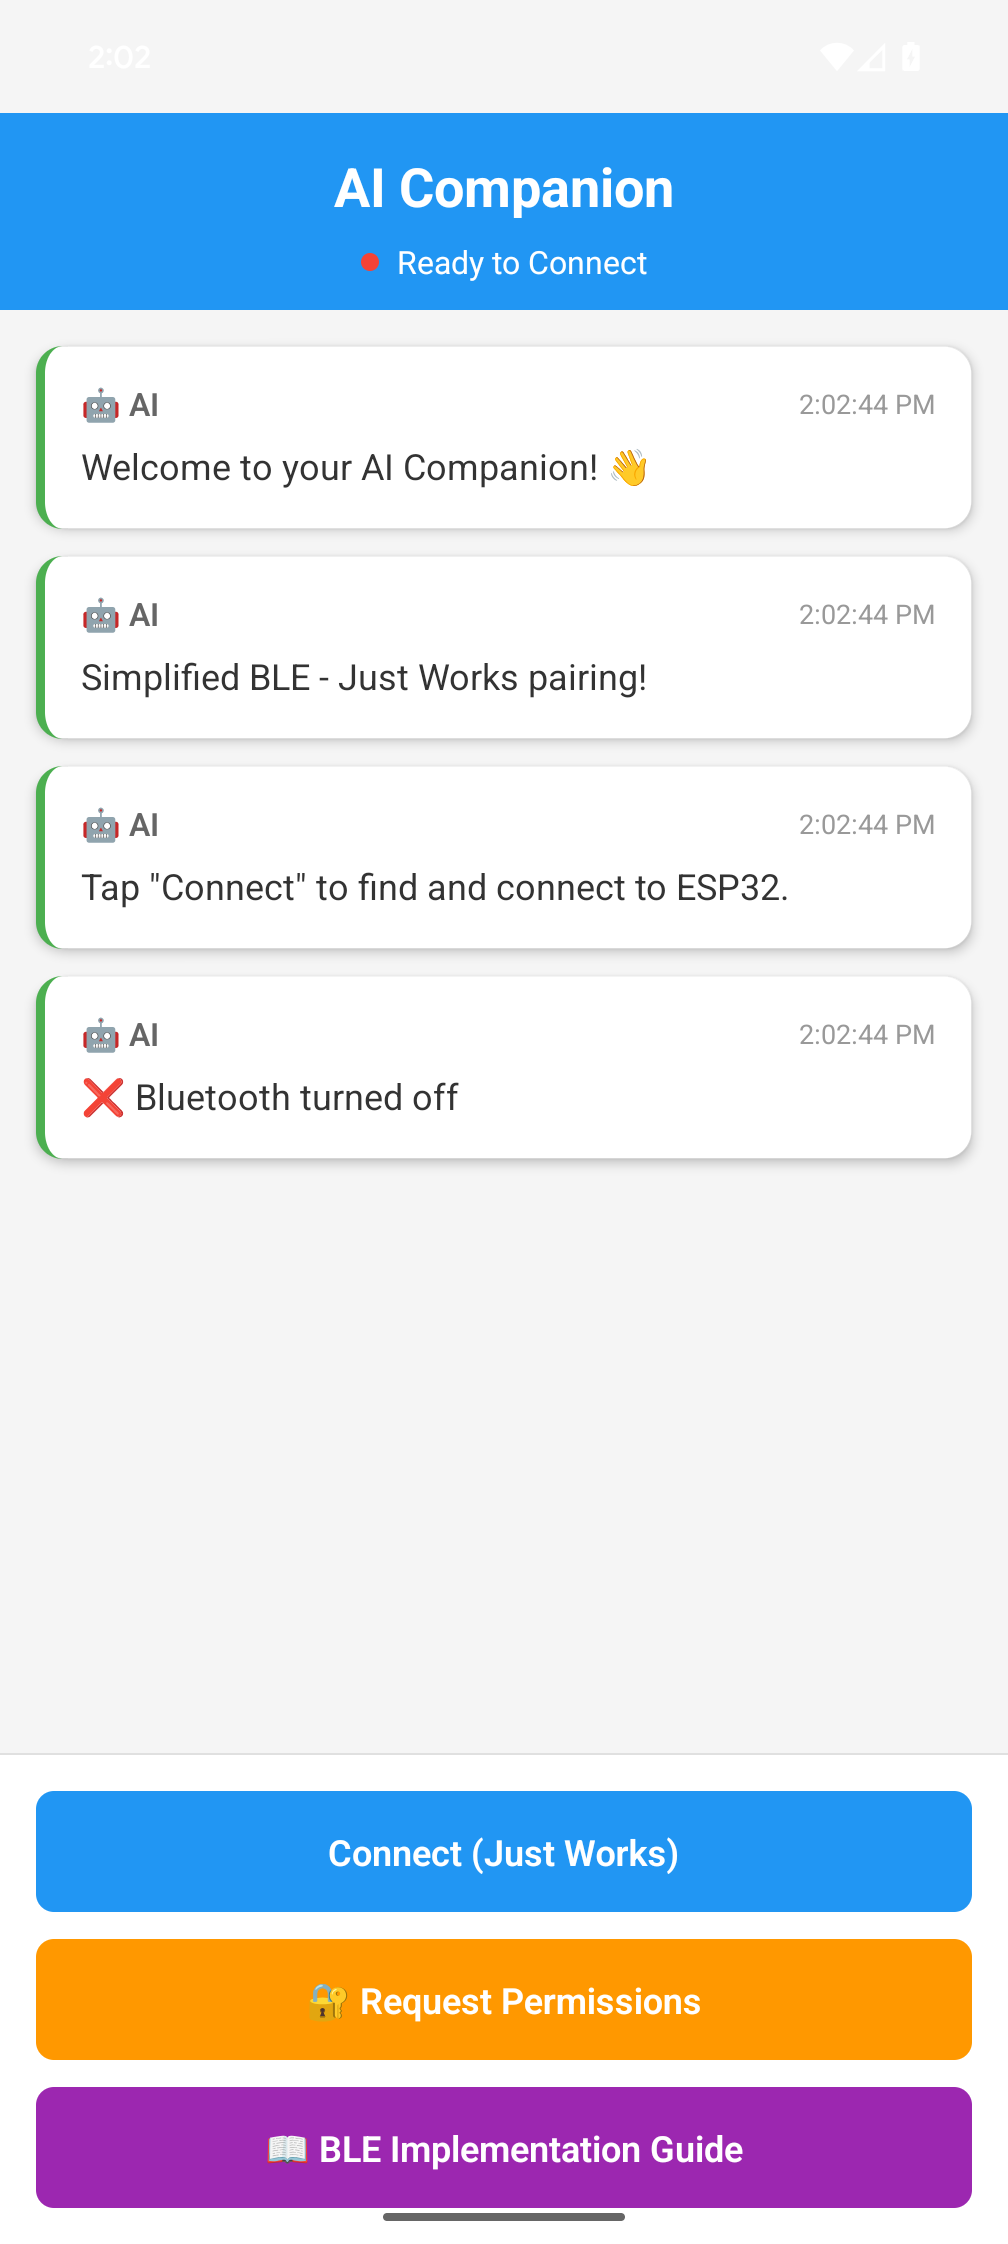 2:02
AI Companion
Ready to Connect
🤖 AI 2:02:44 PM
Welcome to your AI Companion! 👋
🤖 AI 2:02:44 PM
Simplified BLE - Just Works pairing!
🤖 AI 2:02:44 PM
Tap "Connect" to find and connect to ESP32.
🤖 AI 2:02:44 PM
❌ Bluetooth turned off
Connect (Just Works)
🔐 Request Permissions
📖 BLE Implementation Guide